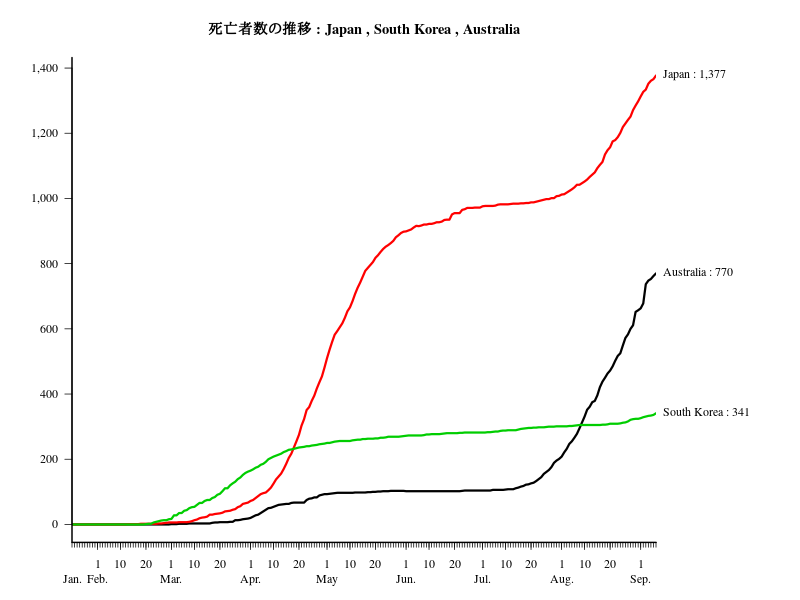 死亡者数の推移 : Japan , South Korea , Australia
1,400
1,200
1,000
800
600
400
200
0
Japan : 1,377
Australia : 770
South Korea : 341
1 10 20 1 10 20 1 10 20 1 10 20 1 10 20 1 10 20 1 10 20 1
Jan. Feb. Mar. Apr. May Jun. Jul. Aug. Sep.